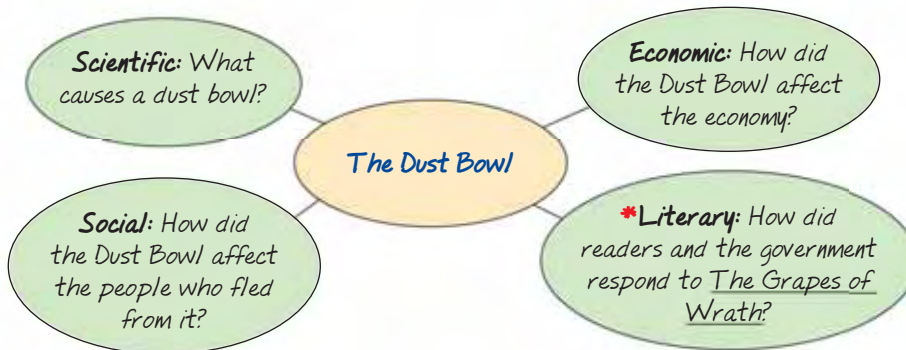 Scientific: What
causes a dust bowl?
Economic: How did
the Dust Bowl affect
the economy?
The Dust Bowl
Social: How did
the Dust Bowl affect
the people who fled
from it?
*Literary: How did
readers and the government
respond to The Grapes of
Wrath?